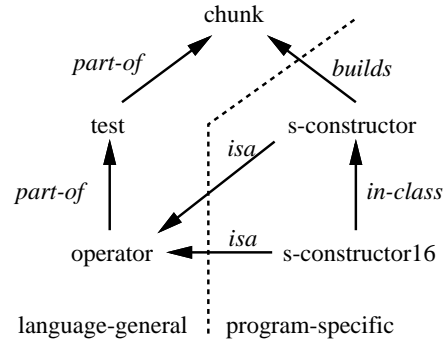 chunk
part-of builds
test s-constructor
isa
part-of in-class
isa
operator s-constructor16
language-general program-specific